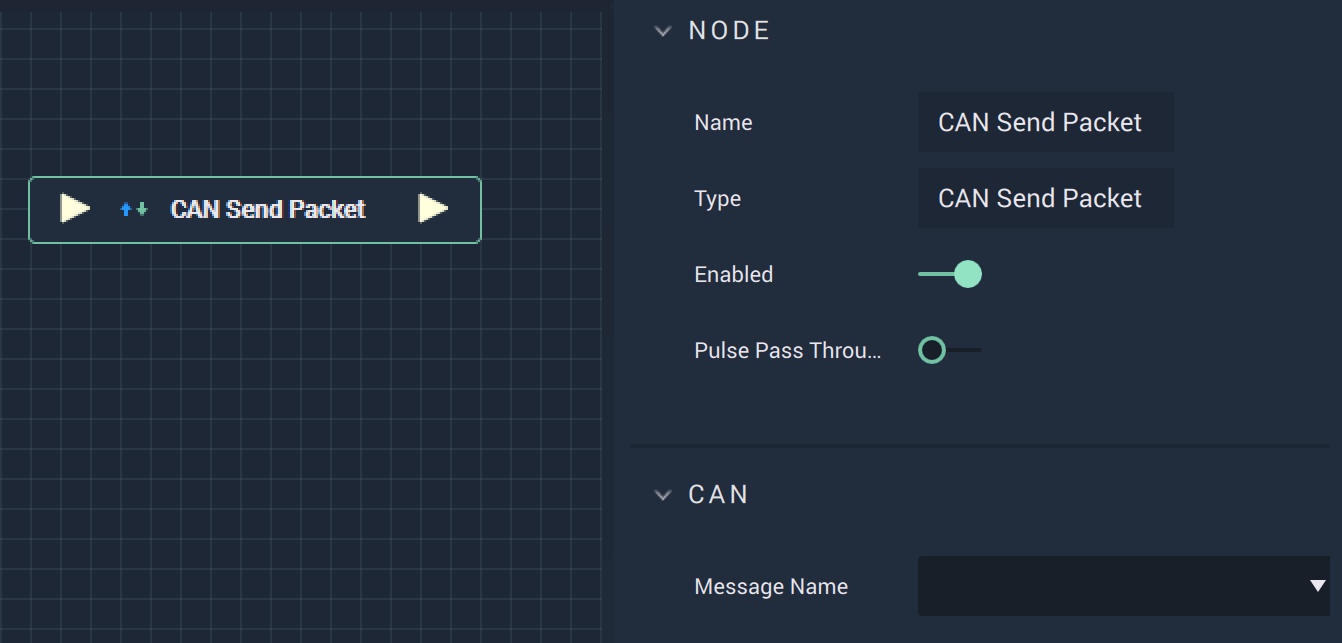 CAN Send Packet
NODE
Name CAN Send Packet
Type CAN Send Packet
Enabled
Pulse Pass Throu...
CAN
Message Name